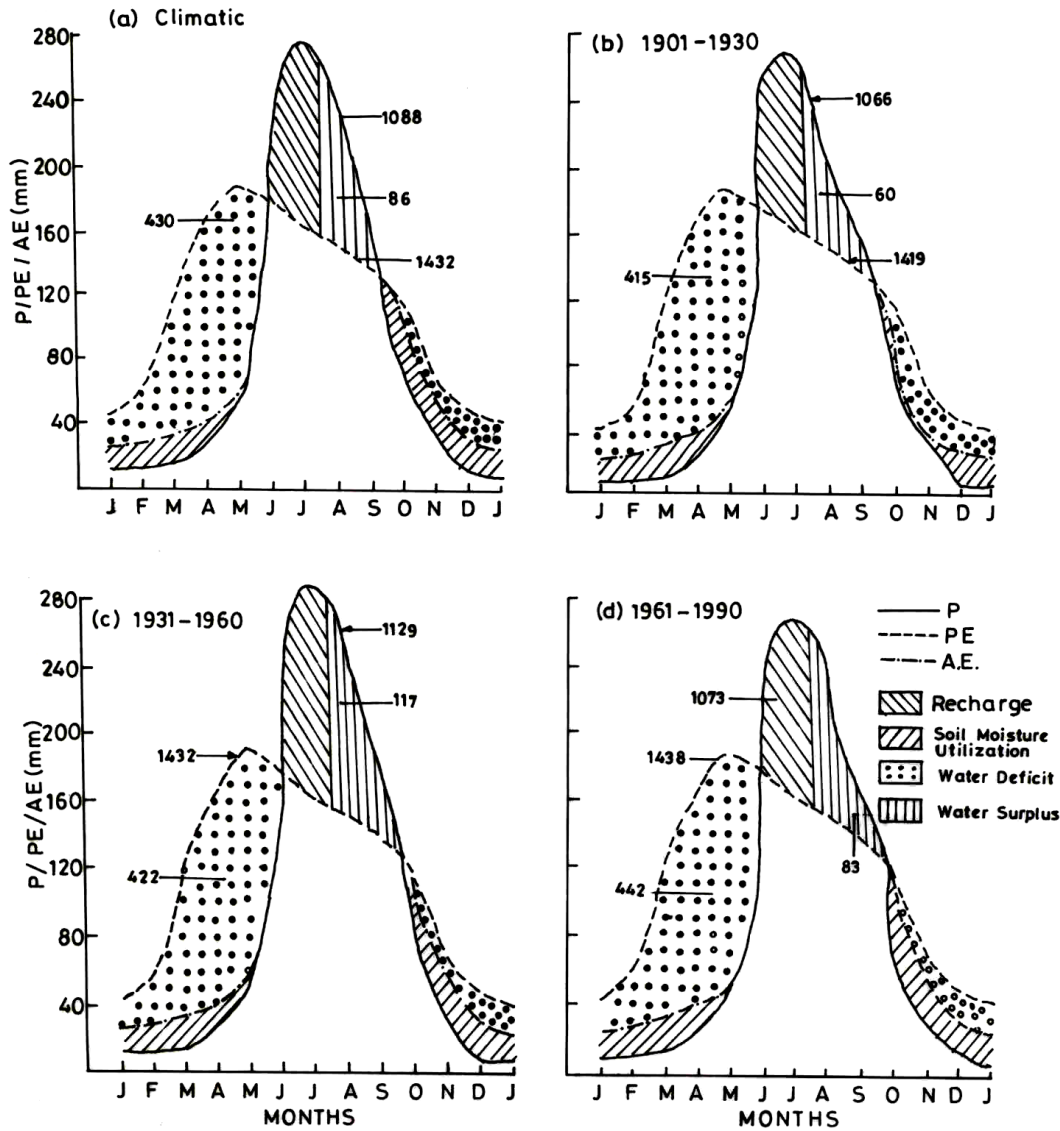 (a) Climatic
P/PE/AE (mm)
280
240
200
160
120
80
40
430
1088
86
1432
J F M A M J J A S O N D J
(b) 1901-1930
1066
60
1419
415
J F M A M J J A S O N D J
(c) 1931-1960
P/PE/AE (mm)
280
240
200
160
120
80
40
1129
117
1432
422
J F M A M J J A S O N D J
MONTHS
(d) 1961-1990
1073
1438
442
83
J F M A M J J A S O N D J
MONTHS
P
PE
A.E.
Recharge
Soil Moisture
Utilization
Water Deficit
Water Surplus